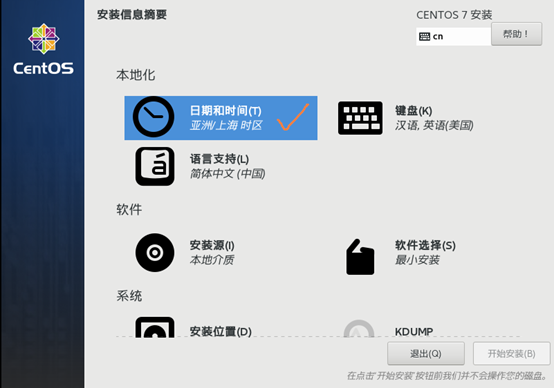 安装信息摘要
CENTOS 7 安装
cn
帮助！
CentOS
本地化
日期和时间(T)
亚洲/上海 时区
键盘(K)
汉语, 英语(美国)
语言支持(L)
简体中文 (中国)
软件
安装源(I)
本地介质
软件选择(S)
最小安装
系统
安装位置(D)
KDUMP
退出(Q)
开始安装(B)
在点击“开始安装”按钮前我们并不会操作您的磁盘。